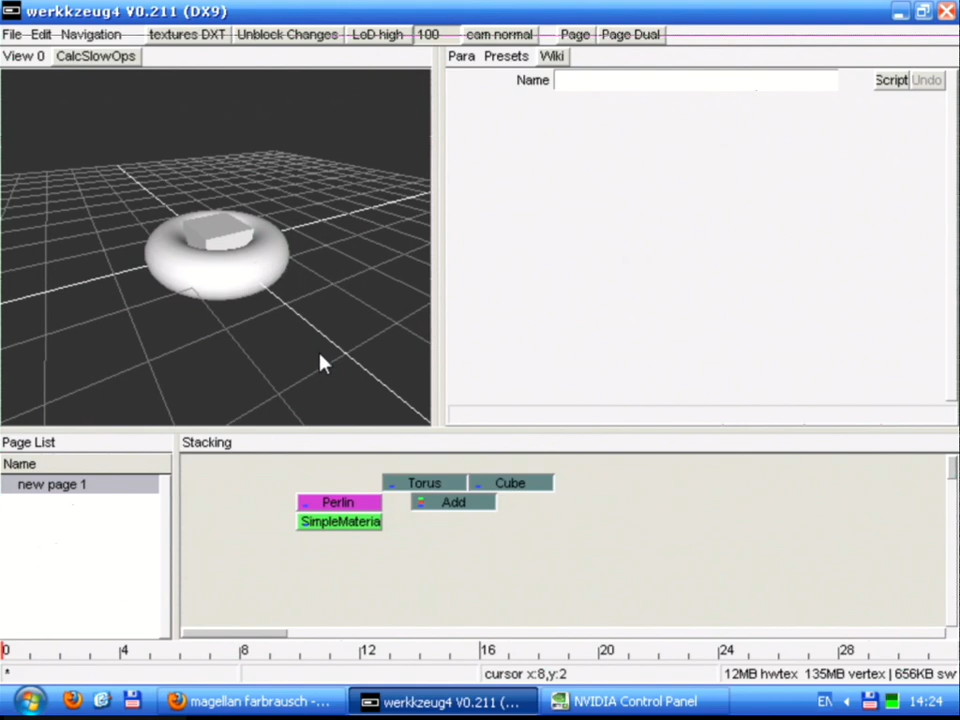 werkkzeug4 V0.211 (DX9)
File Edit Navigation textures DXT Unblock Changes LoD high 100 cam normal Page Page Dual
View 0 CalcSlowOps Para Presets Wiki
Name Script Undo
Page List Stacking
Name
new page 1
Torus Cube
Perlin Add
SimpleMateria
0 4 8 12 16 20 24 28
* cursor x:8,y:2 12MB hwtex 135MB vertex | 656KB sw
magellan farbrausch -... werkkzeug4 V0.211 (... NVIDIA Control Panel EN 14:24